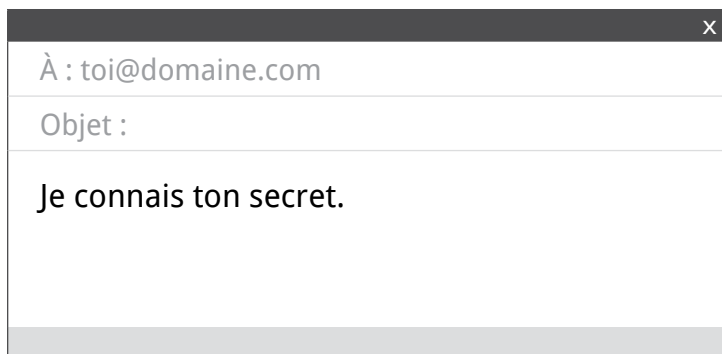 x
À : toi@domaine.com
Objet :
Je connais ton secret.